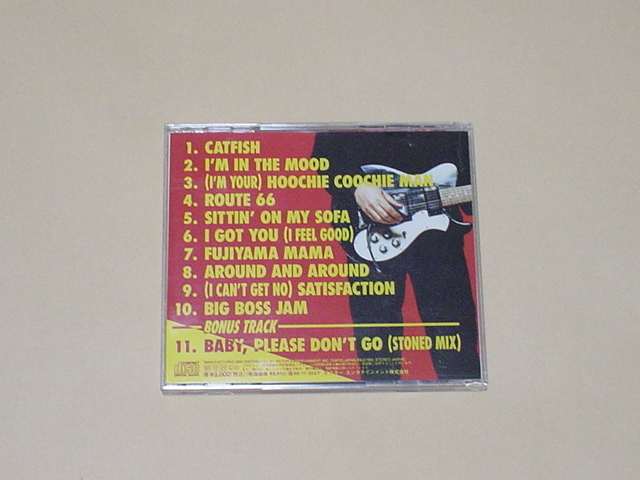 1. CATFISH
2. I'M IN THE MOOD
3. (I'M YOUR) HOOCHIE COOCHIE MAN
4. ROUTE 66
5. SITTIN' ON MY SOFA
6. I GOT YOU (I FEEL GOOD)
7. FUJIYAMA MAMA
8. AROUND AND AROUND
9. (I CAN'T GET NO) SATISFACTION
10. BIG BOSS JAM
BONUS TRACK
11. BABY, PLEASE DON'T GO (STONED MIX)